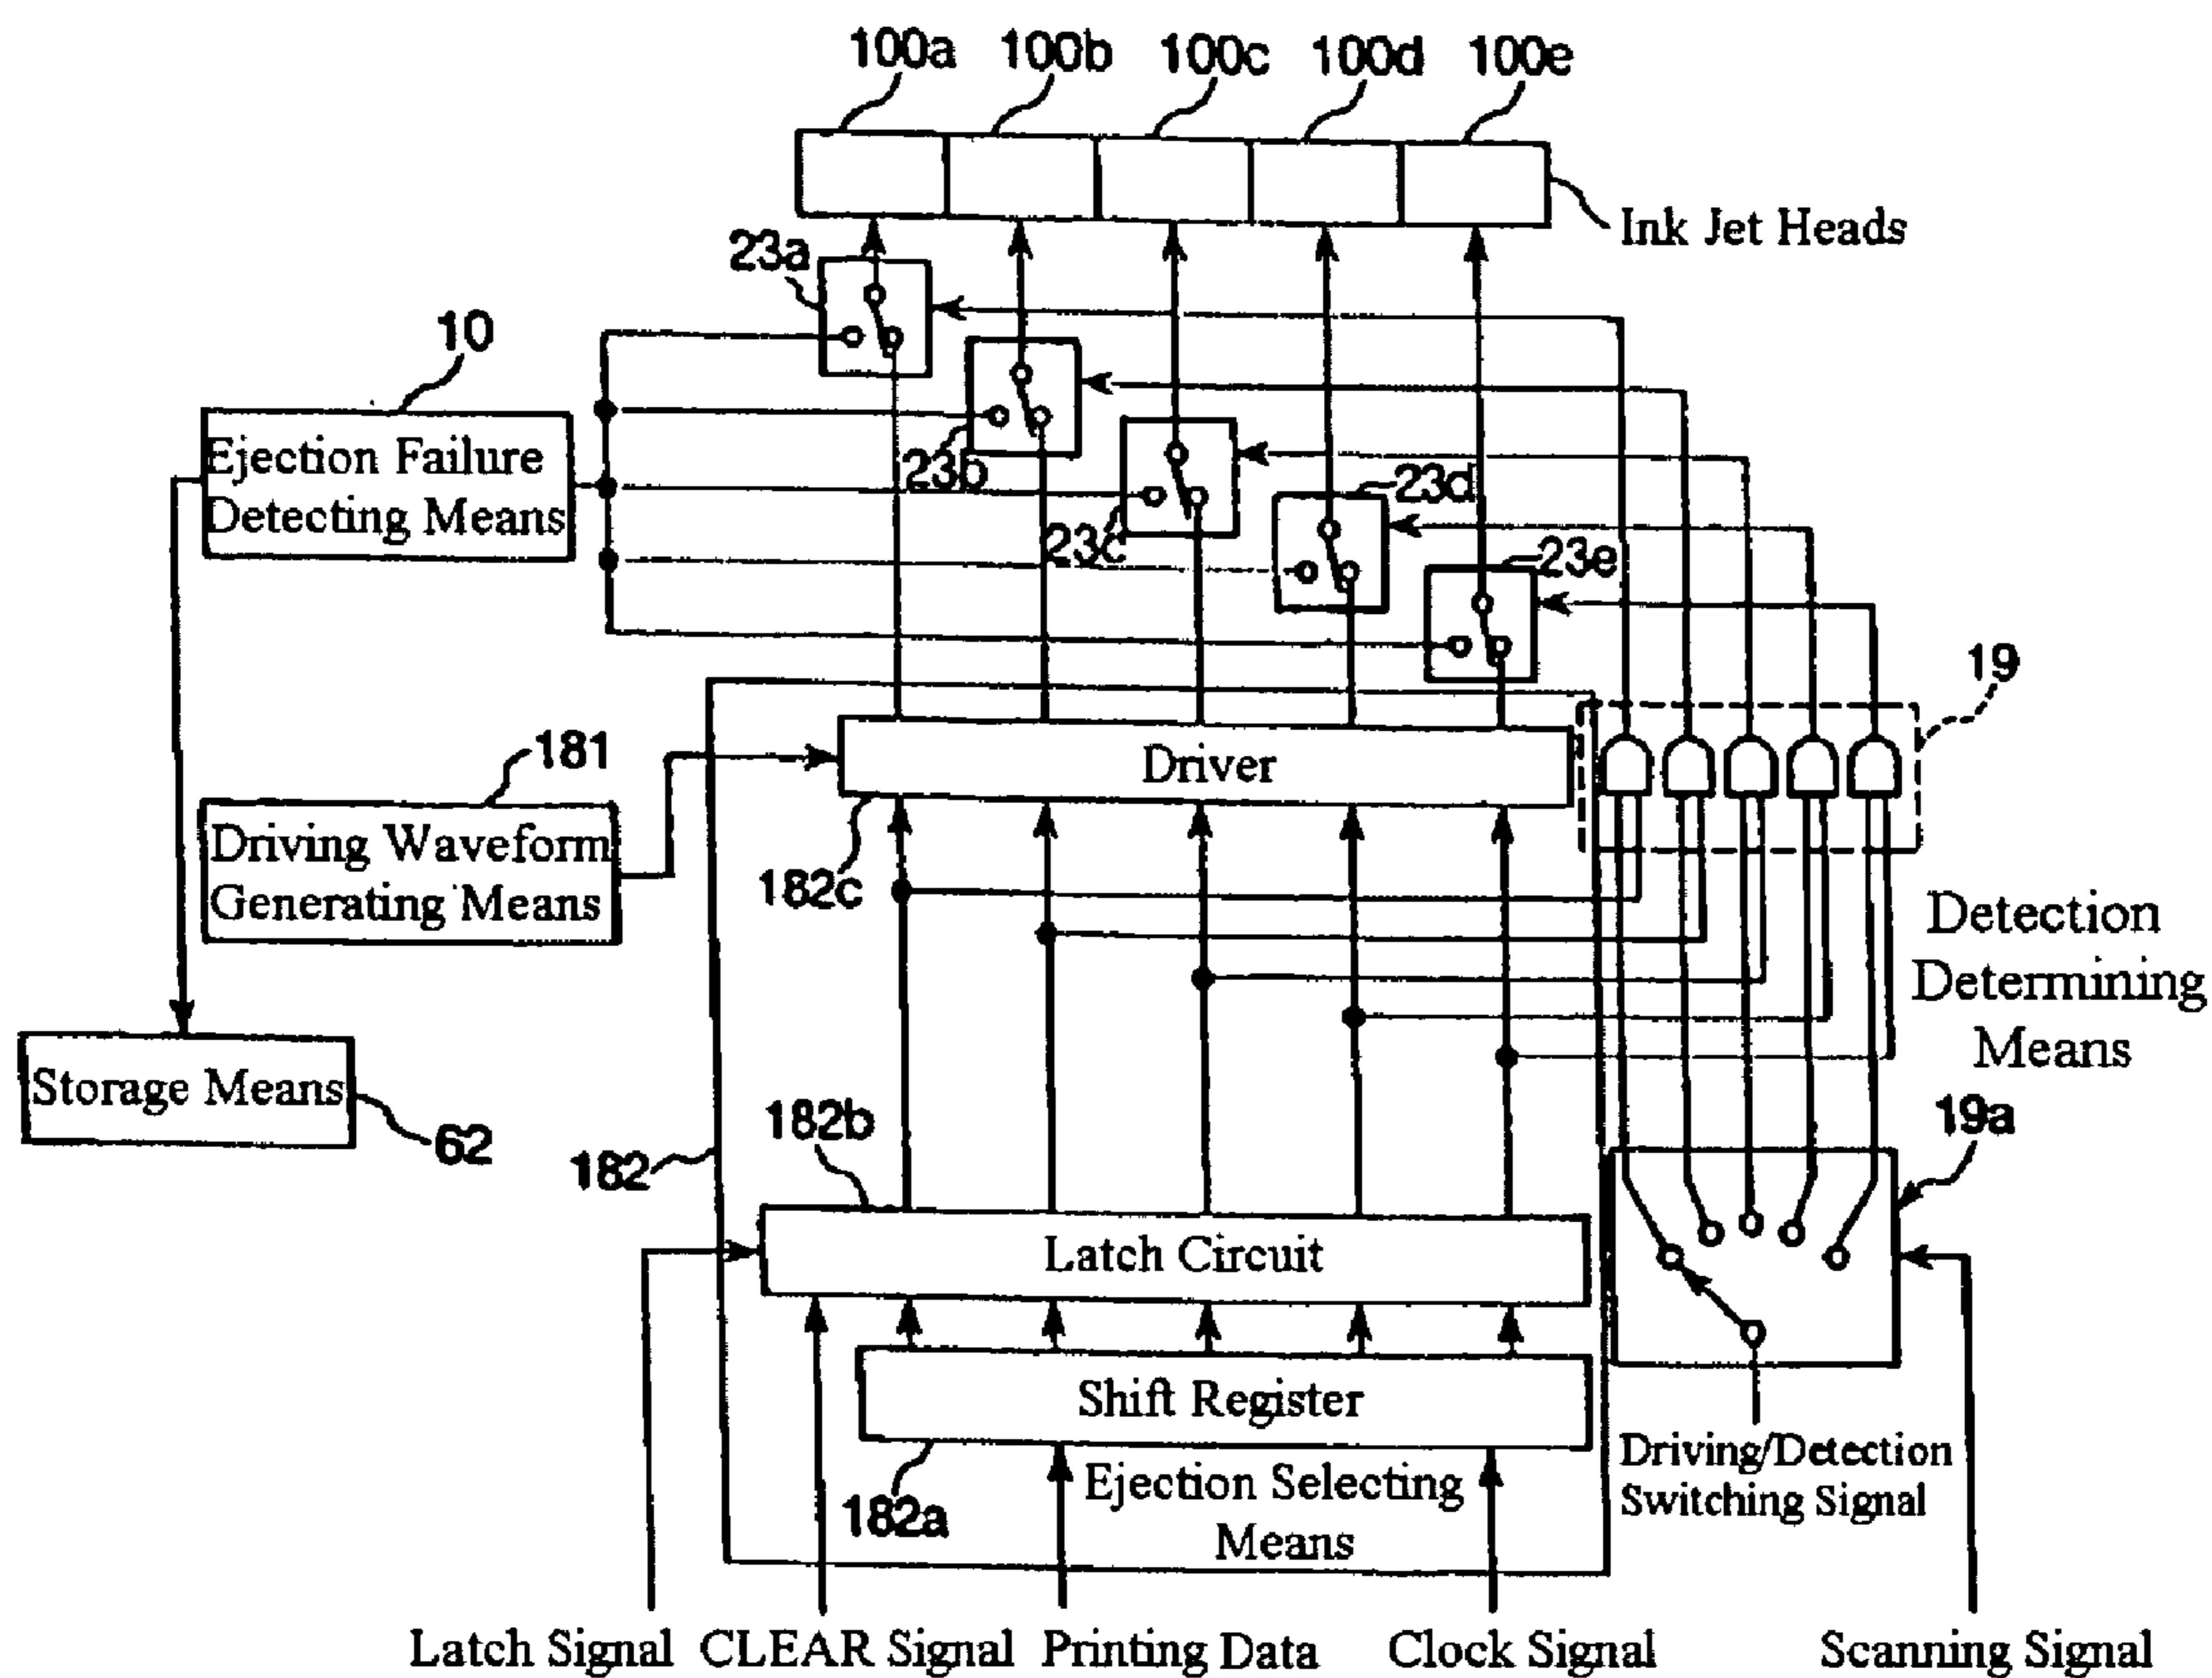 100a 100b 100c 100d 100e
Ink Jet Heads
23a
10
Ejection Failure
Detecting Means
23b
23c
23d
23e
19
181
Driver
Driving Waveform
Generating Means
182c
Detection
Determining
Means
Storage Means
62
182b
182
19a
Latch Circuit
Shift Register
182a
Ejection Selecting
Means
Driving/Detection
Switching Signal
Latch Signal CLEAR Signal Printing Data Clock Signal Scanning Signal